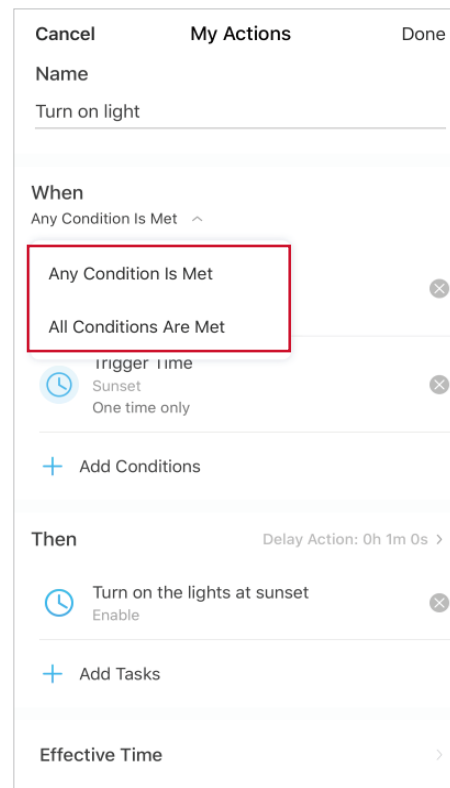 Cancel My Actions Done
Name
Turn on light
When
Any Condition Is Met
Any Condition Is Met
All Conditions Are Met
Trigger Time
Sunset
One time only
Add Conditions
Then Delay Action: 0h 1m 0s
Turn on the lights at sunset
Enable
Add Tasks
Effective Time